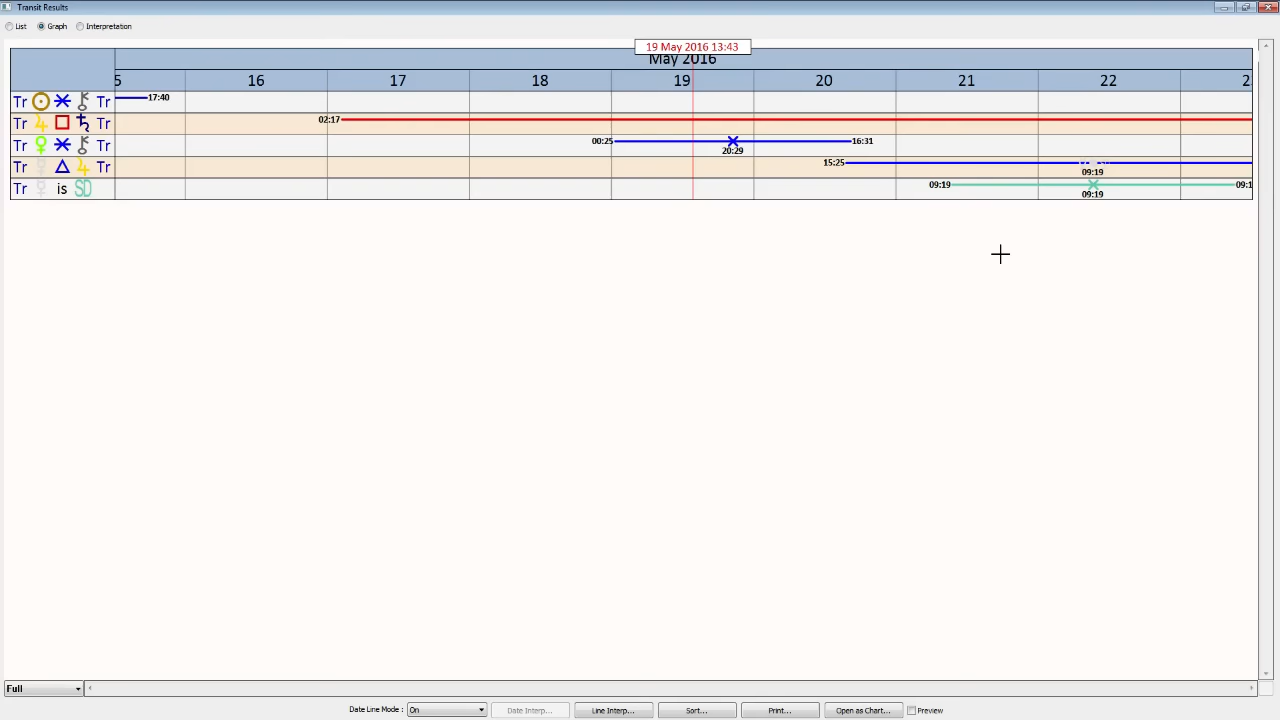 Transit Results
List Graph Interpretation
19 May 2016 13:43
May 2016
5 16 17 18 19 20 21 22 2
Tr Tr 17:40
Tr Tr 02:17
Tr Tr 00:25 20:29 16:31
Tr Tr 15:25 09:19
Tr is SD 09:19 09:19 09:1
Full
Date Line Mode : On Date Interp... Line Interp... Sort... Print... Open as Chart... Preview